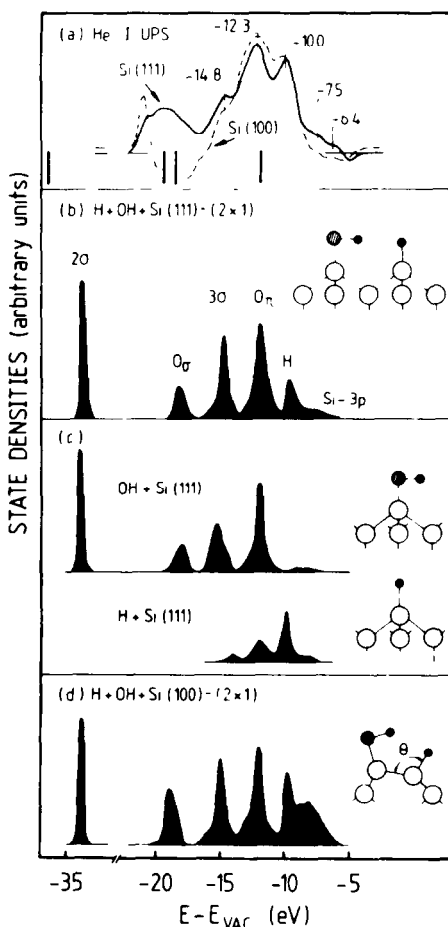 (a) He I UPS
-12.3
-10.0
Si(111)
-14.8
-7.5
-6.4
Si(100)
(b) H+OH+Si(111)-(2×1)
2σ
3σ
Oπ
Oσ
H
Si-3p
(c)
OH+Si(111)
H+Si(111)
(d) H+OH+Si(100)-(2×1)
θ
STATE DENSITIES (arbitrary units)
-35
-20
-15
-10
-5
E-EVAC (eV)